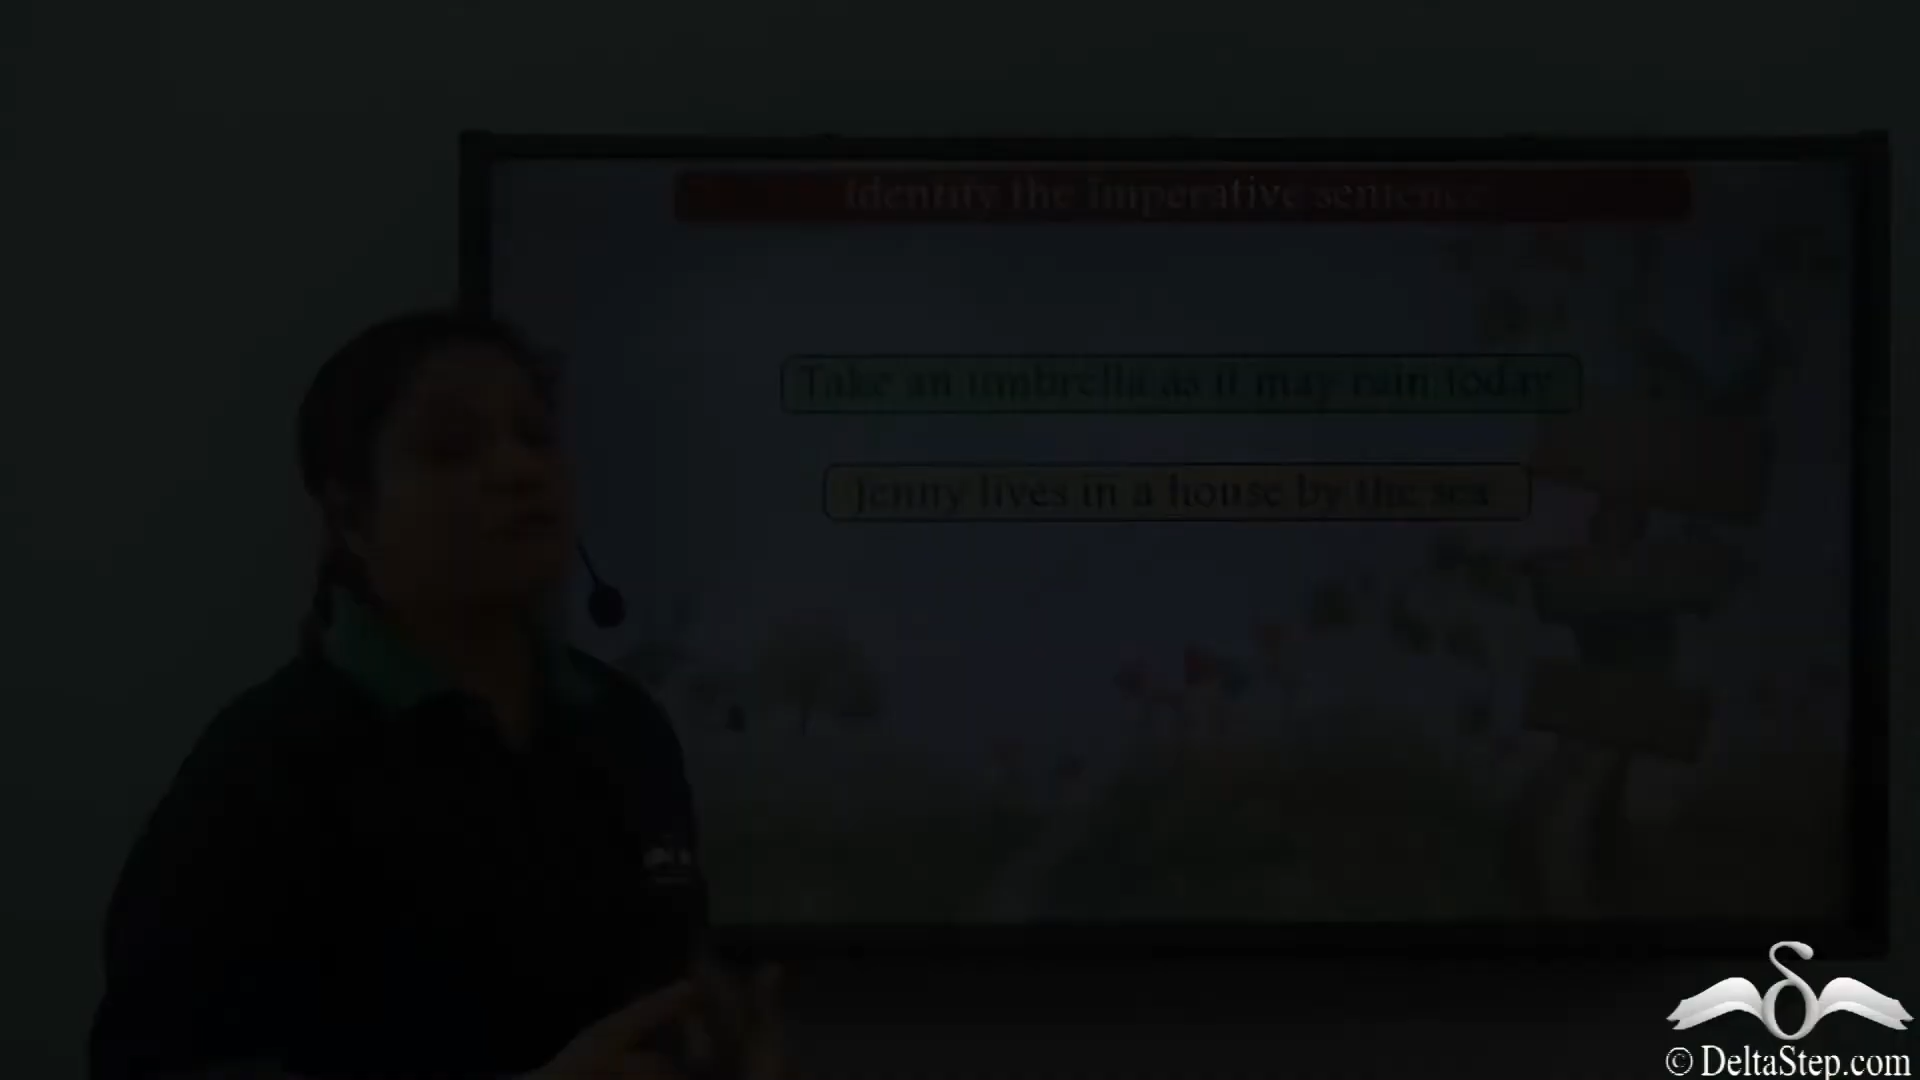 Identify the Imperative sentence
Take an umbrella as it may rain today
Jenny lives in a house by the sea
© DeltaStep.com